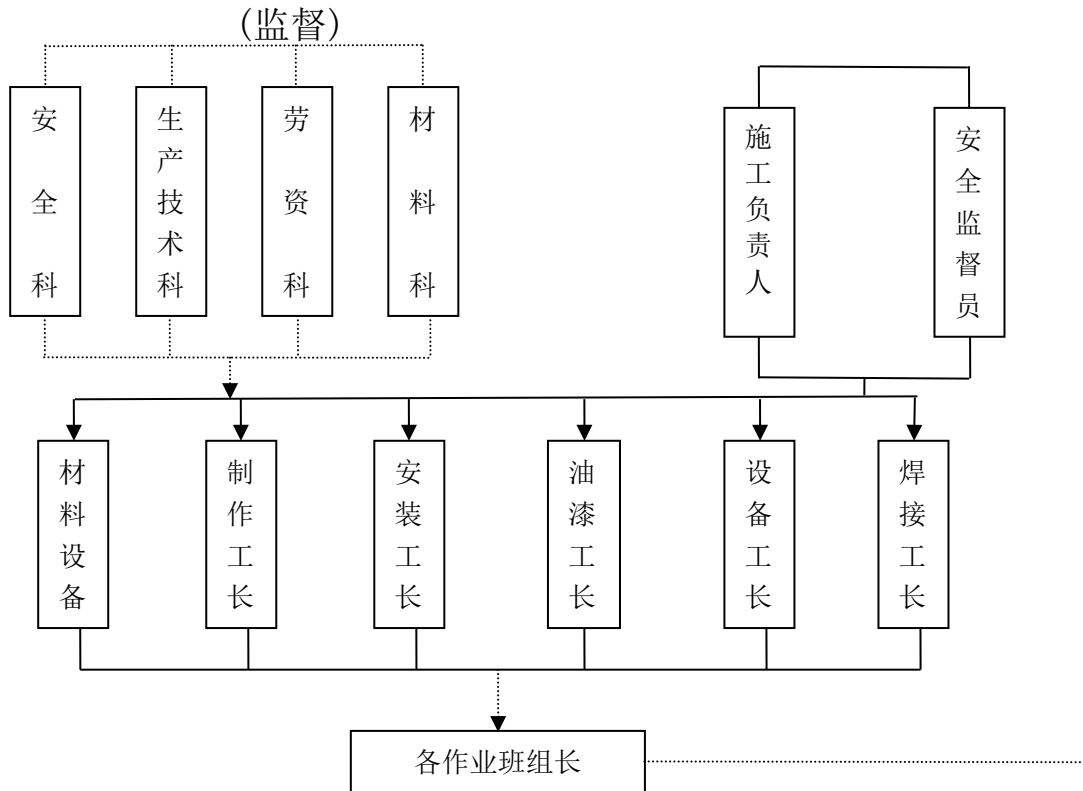 (监督)
安全科
生产技术科
劳资科
材料科
施工负责人
安全监督员
材料设备
制作工长
安装工长
油漆工长
设备工长
焊接工长
各作业班组长